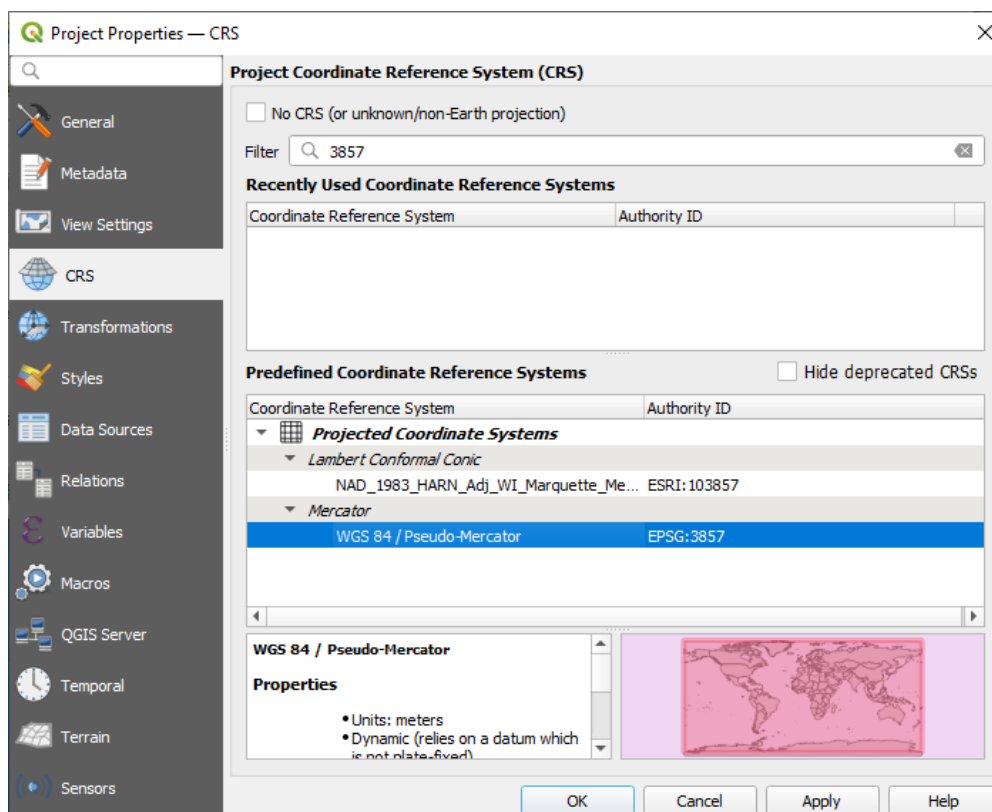 Project Properties — CRS
General
Metadata
View Settings
CRS
Transformations
Styles
Data Sources
Relations
Variables
Macros
QGIS Server
Temporal
Terrain
Sensors
Project Coordinate Reference System (CRS)
No CRS (or unknown/non-Earth projection)
Filter 3857
Recently Used Coordinate Reference Systems
Coordinate Reference System Authority ID
Predefined Coordinate Reference Systems Hide deprecated CRSs
Coordinate Reference System Authority ID
Projected Coordinate Systems
Lambert Conformal Conic
NAD_1983_HARN_Adj_WI_Marquette_Me... ESRI:103857
Mercator
WGS 84 / Pseudo-Mercator EPSG:3857
WGS 84 / Pseudo-Mercator
Properties
• Units: meters
• Dynamic (relies on a datum which
is not plate-fixed)
OK Cancel Apply Help